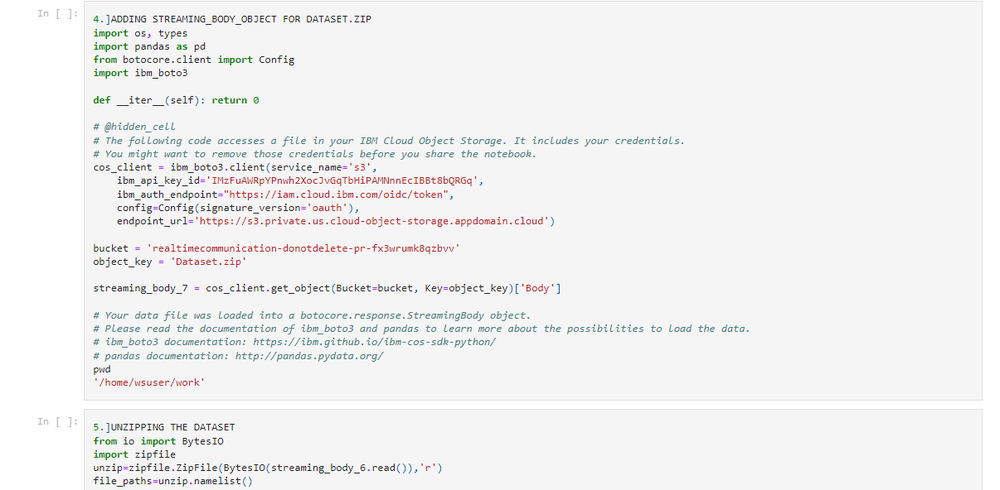 In [ ]:
4.]ADDING STREAMING_BODY_OBJECT FOR DATASET.ZIP
import os, types
import pandas as pd
from botocore.client import Config
import ibm_boto3
def __iter__(self): return 0
# @hidden_cell
# The following code accesses a file in your IBM Cloud Object Storage. It includes your credentials.
# You might want to remove those credentials before you share the notebook.
cos_client = ibm_boto3.client(service_name='s3',
ibm_api_key_id='IMzFuAWRpYPnwh2XocJvGqTbHiPAMNnnEcIBBt8bQRGq',
ibm_auth_endpoint="https://iam.cloud.ibm.com/oidc/token",
config=Config(signature_version='oauth'),
endpoint_url='https://s3.private.us.cloud-object-storage.appdomain.cloud')
bucket = 'realtimecommunication-donotdelete-pr-fx3wrumk8qzbvv'
object_key = 'Dataset.zip'
streaming_body_7 = cos_client.get_object(Bucket=bucket, Key=object_key)['Body']
# Your data file was loaded into a botocore.response.StreamingBody object.
# Please read the documentation of ibm_boto3 and pandas to learn more about the possibilities to load the data.
# ibm_boto3 documentation: https://ibm.github.io/ibm-cos-sdk-python/
# pandas documentation: http://pandas.pydata.org/
pwd
'/home/wsuser/work'
In [ ]:
5.]UNZIPPING THE DATASET
from io import BytesIO
import zipfile
unzip=zipfile.ZipFile(BytesIO(streaming_body_6.read()),'r')
file_paths=unzip.namelist()